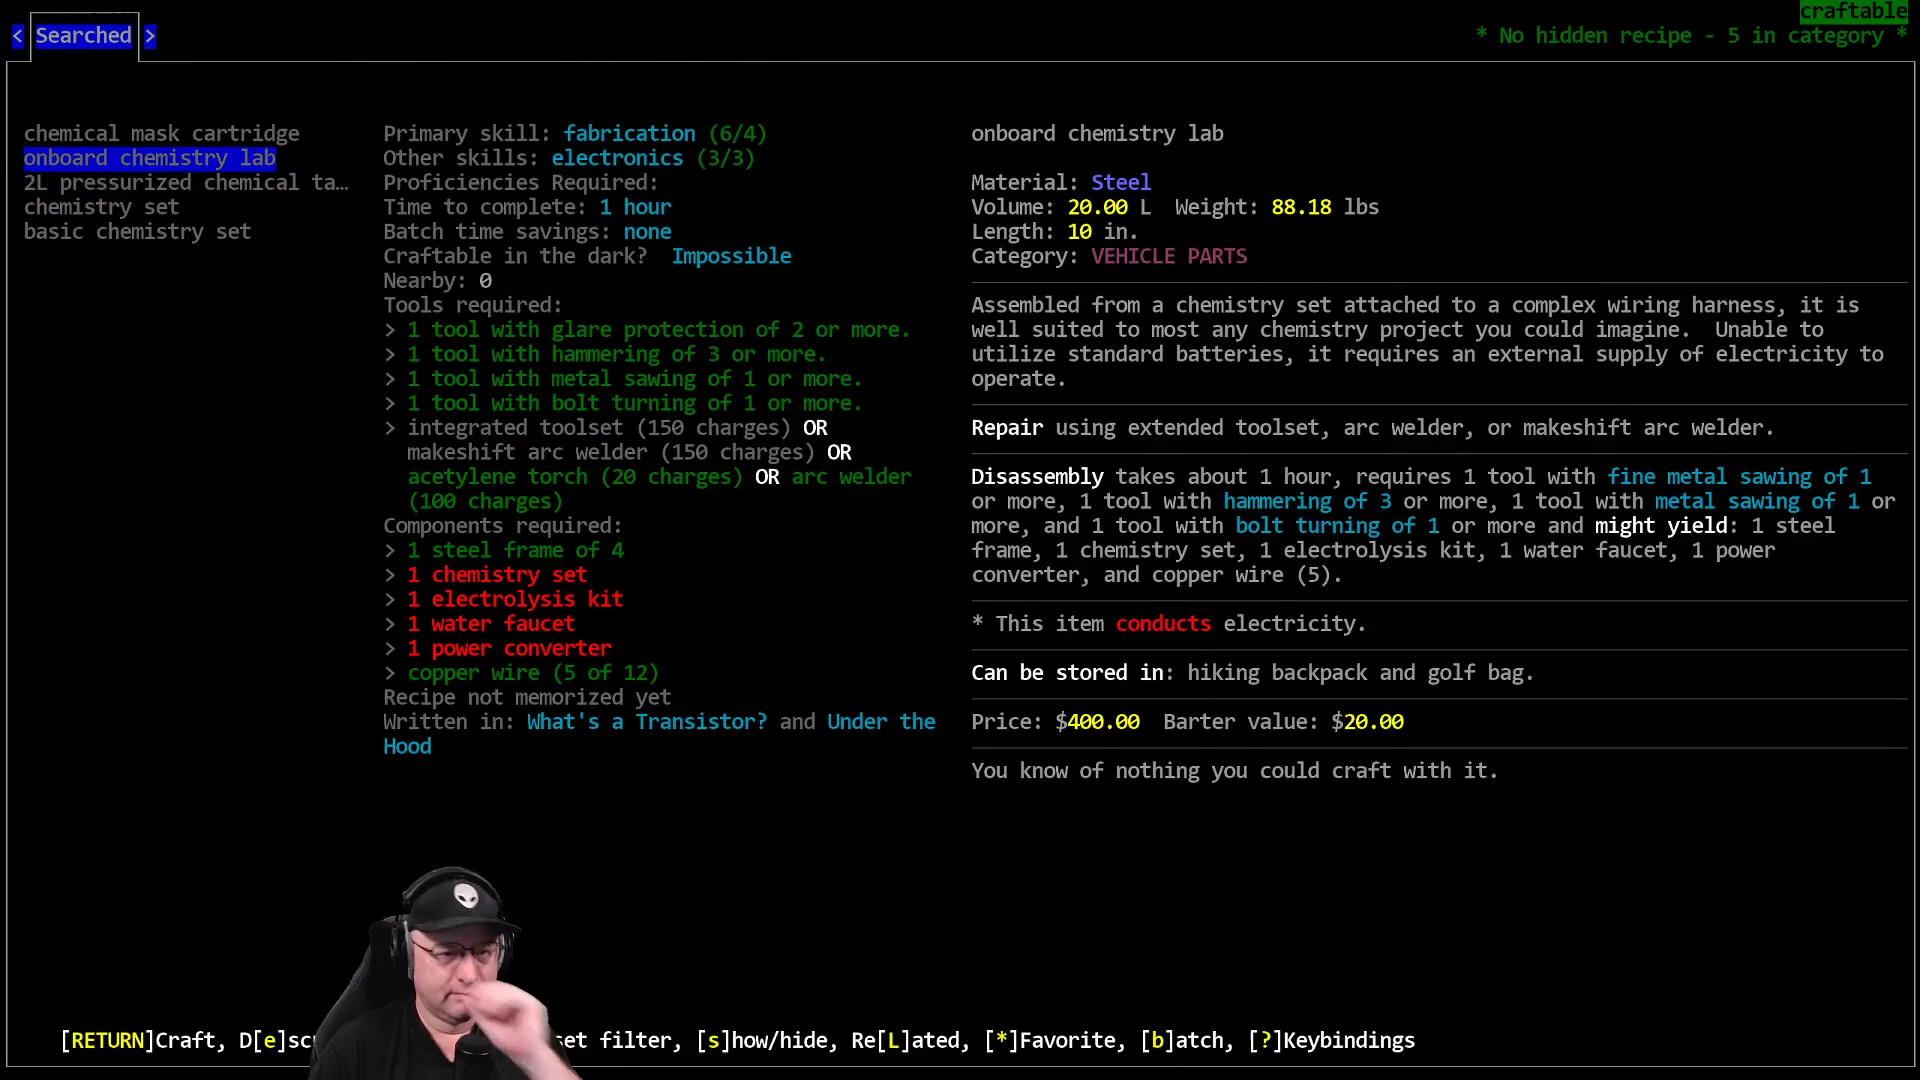 craftable
< Searched >
* No hidden recipe - 5 in category *
chemical mask cartridge
onboard chemistry lab
2L pressurized chemical ta…
chemistry set
basic chemistry set
Primary skill: fabrication (6/4)
Other skills: electronics (3/3)
Proficiencies Required:
Time to complete: 1 hour
Batch time savings: none
Craftable in the dark? Impossible
Nearby: 0
Tools required:
> 1 tool with glare protection of 2 or more.
> 1 tool with hammering of 3 or more.
> 1 tool with metal sawing of 1 or more.
> 1 tool with bolt turning of 1 or more.
> integrated toolset (150 charges) OR
makeshift arc welder (150 charges) OR
acetylene torch (20 charges) OR arc welder
(100 charges)
Components required:
> 1 steel frame of 4
> 1 chemistry set
> 1 electrolysis kit
> 1 water faucet
> 1 power converter
> copper wire (5 of 12)
Recipe not memorized yet
Written in: What's a Transistor? and Under the
Hood
onboard chemistry lab
Material: Steel
Volume: 20.00 L Weight: 88.18 lbs
Length: 10 in.
Category: VEHICLE PARTS
Assembled from a chemistry set attached to a complex wiring harness, it is
well suited to most any chemistry project you could imagine. Unable to
utilize standard batteries, it requires an external supply of electricity to
operate.
Repair using extended toolset, arc welder, or makeshift arc welder.
Disassembly takes about 1 hour, requires 1 tool with fine metal sawing of 1
or more, 1 tool with hammering of 3 or more, 1 tool with metal sawing of 1 or
more, and 1 tool with bolt turning of 1 or more and might yield: 1 steel
frame, 1 chemistry set, 1 electrolysis kit, 1 water faucet, 1 power
converter, and copper wire (5).
* This item conducts electricity.
Can be stored in: hiking backpack and golf bag.
Price: $400.00 Barter value: $20.00
You know of nothing you could craft with it.
[RETURN]Craft, D[e]sc set filter, [s]how/hide, Re[L]ated, [*]Favorite, [b]atch, [?]Keybindings